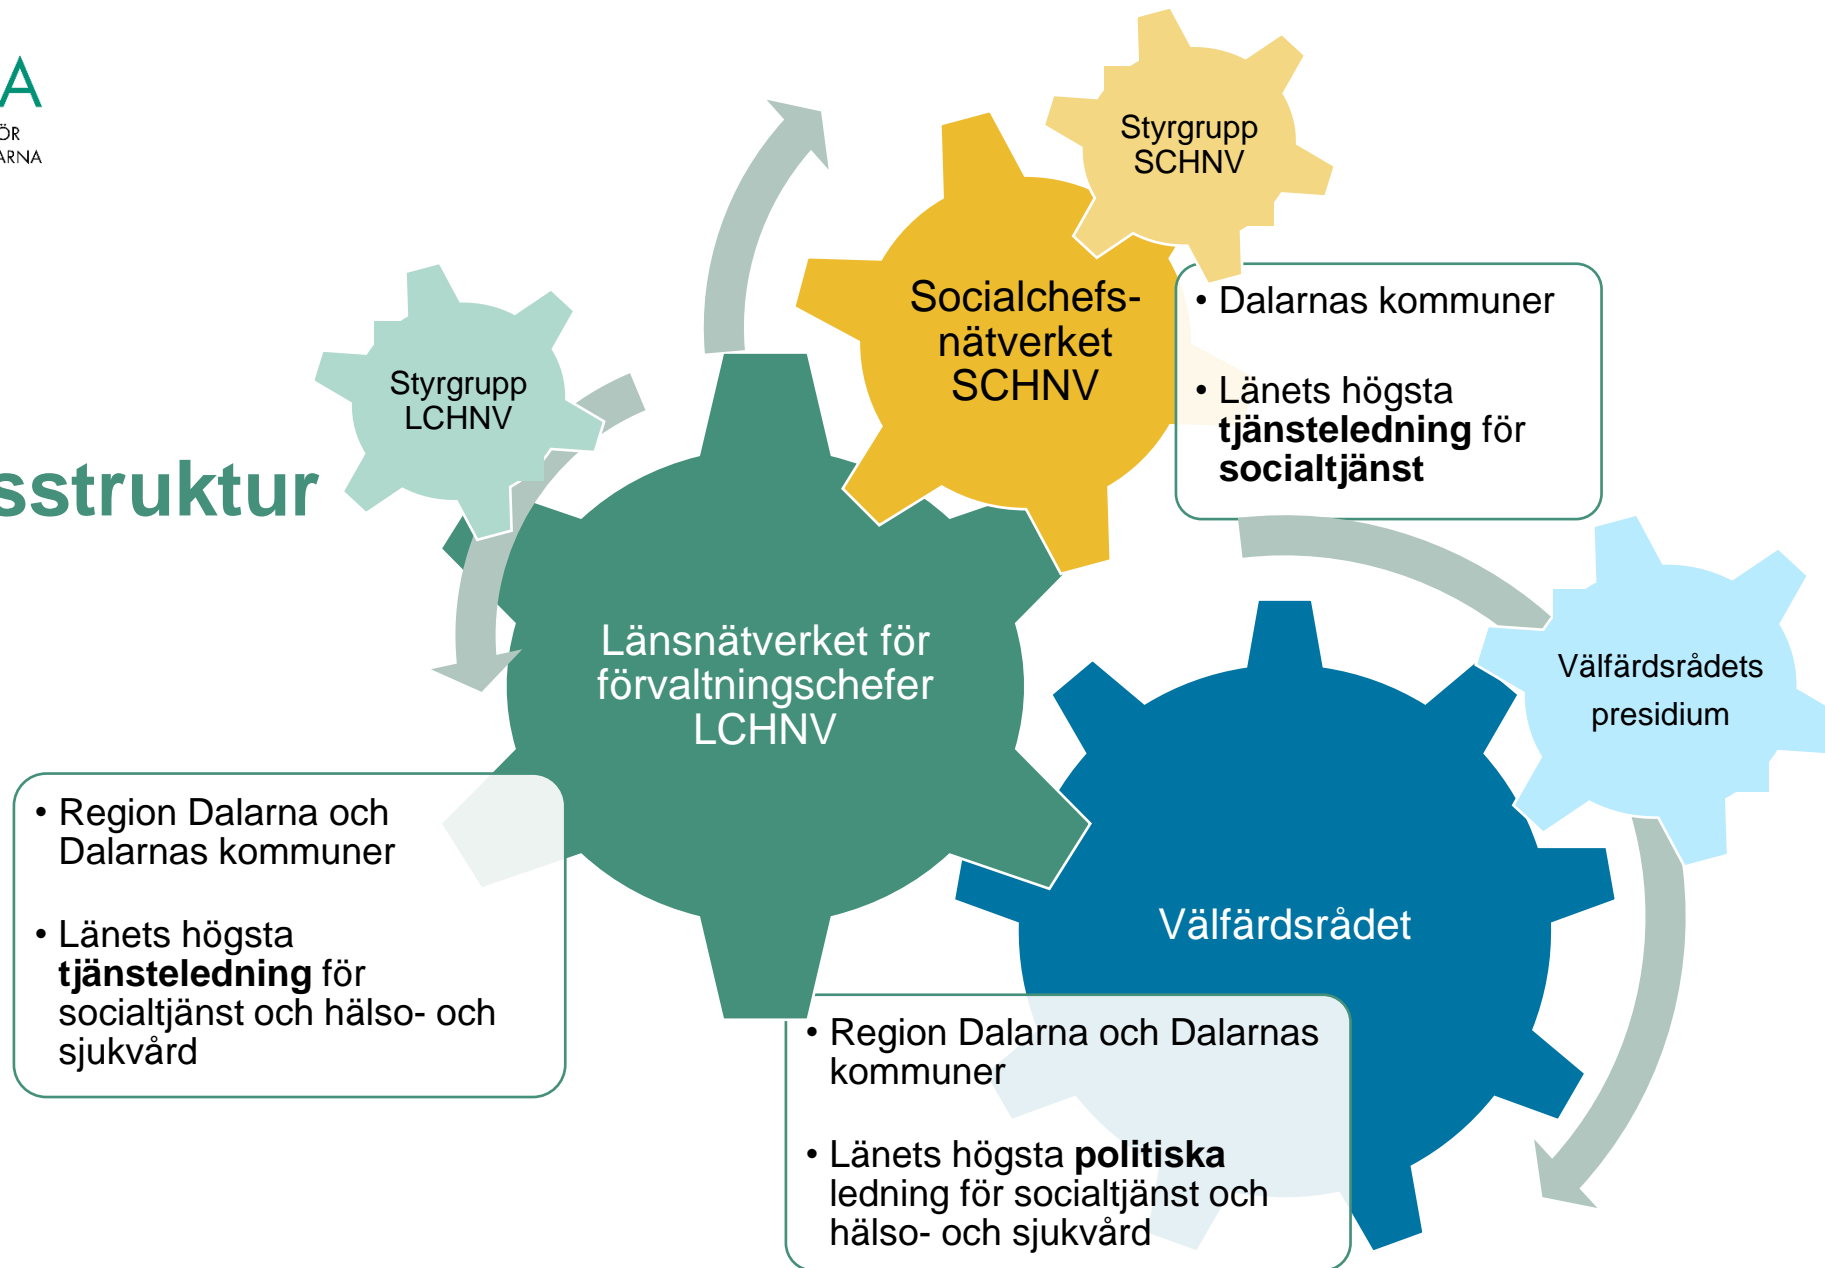 A
ÖR
ARNA
sstruktur
Styrgrupp
SCHNV
Socialchefs-
nätverket
SCHNV
• Dalarnas kommuner
• Länets högsta
tjänsteledning för
socialtjänst
Styrgrupp
LCHNV
Länsnätverket för
förvaltningschefer
LCHNV
Välfärdsrådets
presidium
• Region Dalarna och
Dalarnas kommuner
• Länets högsta
tjänsteledning för
socialtjänst och hälso- och
sjukvård
Välfärdsrådet
• Region Dalarna och Dalarnas
kommuner
• Länets högsta politiska
ledning för socialtjänst och
hälso- och sjukvård